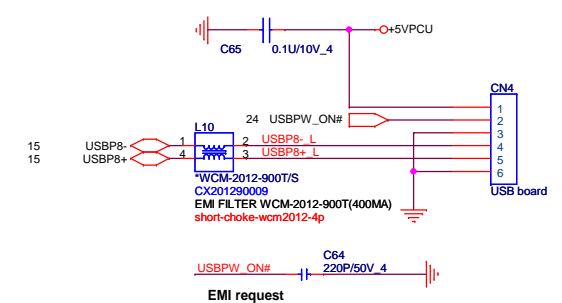 +5VPCU
C65
0.1U/10V_4
CN4
1
24 USBPW_ON#
2
L10
3
15 USBP8- 1 2 USBP8-_L
4
15 USBP8+ 4 3 USBP8+_L
5
6
*WCM-2012-900T/S
CX201290009
USB board
EMI FILTER WCM-2012-900T(400MA)
short-choke-wcm2012-4p
C64
USBPW_ON#
220P/50V_4
EMI request